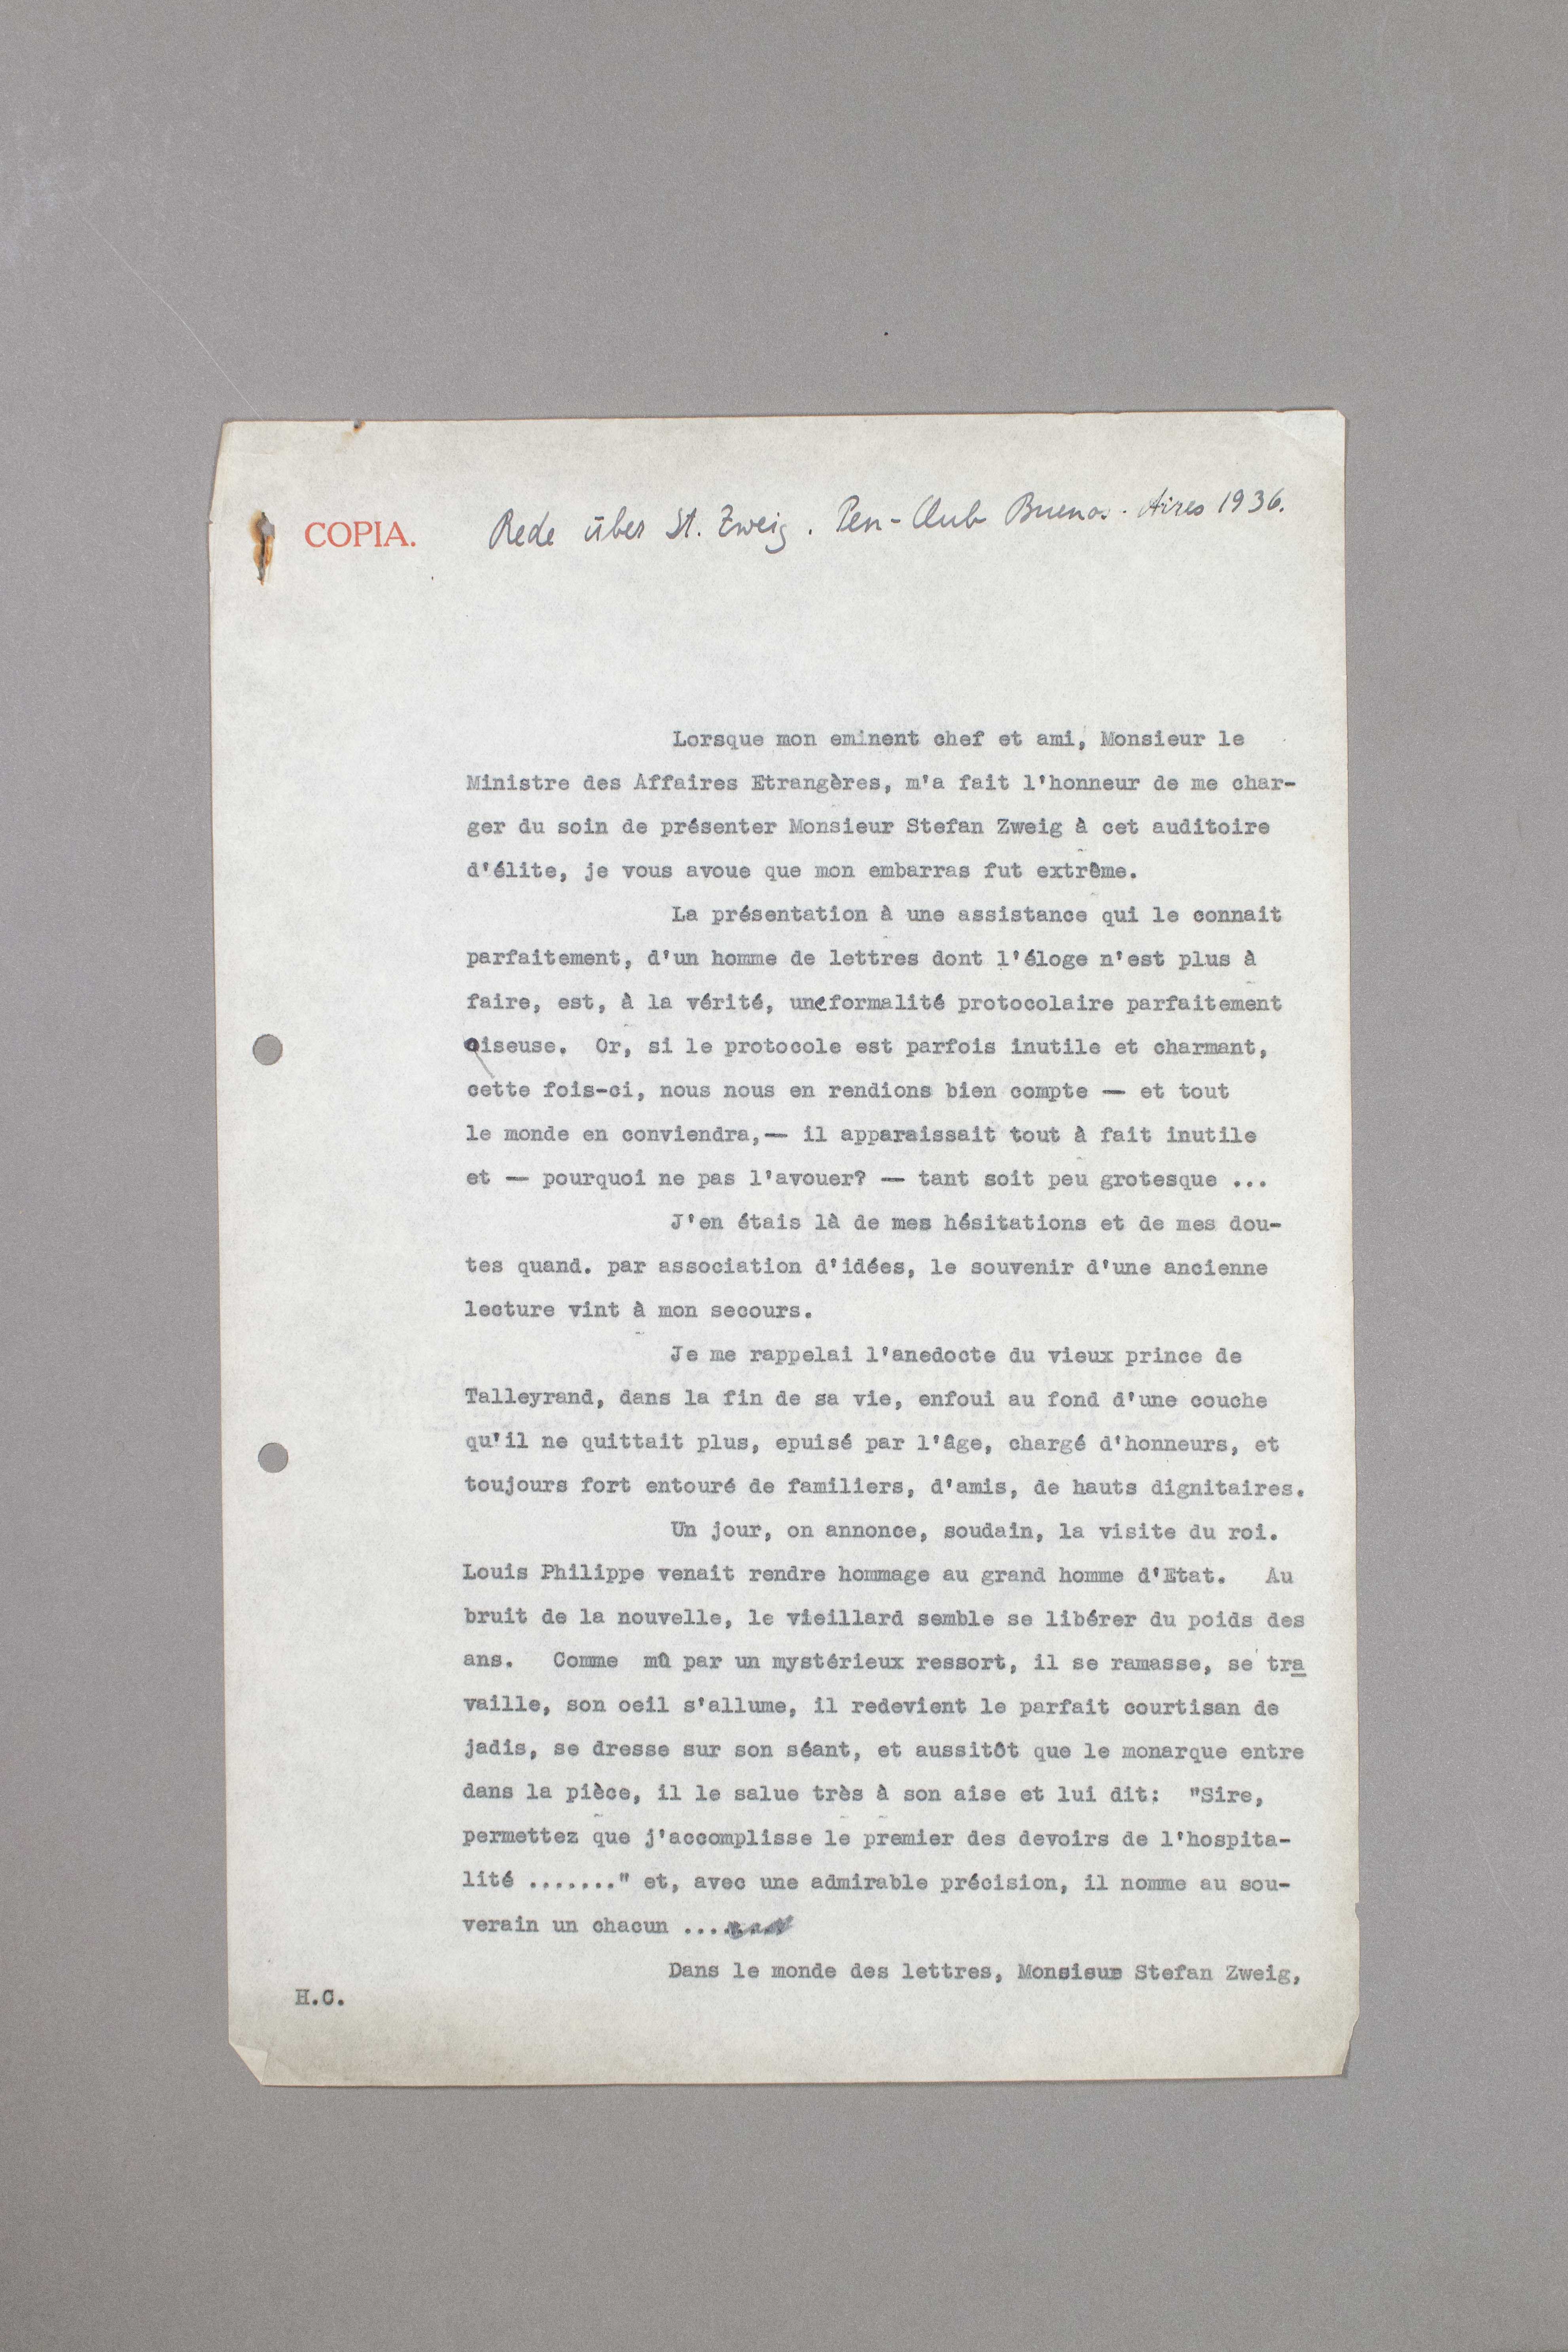 COPIA.
Rede über St. Zweig. Pen-Club Buenos-Aires 1936.
Lorsque mon eminent chef et ami, Monsieur le
Ministre des Affaires Etrangères, m'a fait l'honneur de me char-
ger du soin de présenter Monsieur Stefan Zweig à cet auditoire
d'élite, je vous avoue que mon embarras fut extrême.
La présentation à une assistance qui le connait
parfaitement, d'un homme de lettres dont l'éloge n'est plus à
faire, est, à la vérité, une formalité protocolaire parfaitement
oiseuse. Or, si le protocole est parfois inutile et charmant,
cette fois-ci, nous nous en rendions bien compte — et tout
le monde en conviendra,— il apparaissait tout à fait inutile
et — pourquoi ne pas l'avouer? — tant soit peu grotesque ...
J'en étais là de mes hésitations et de mes dou-
tes quand. par association d'idées, le souvenir d'une ancienne
lecture vint à mon secours.
Je me rappelai l'anedocte du vieux prince de
Talleyrand, dans la fin de sa vie, enfoui au fond d'une couche
qu'il ne quittait plus, epuisé par l'âge, chargé d'honneurs, et
toujours fort entouré de familiers, d'amis, de hauts dignitaires.
Un jour, on annonce, soudain, la visite du roi.
Louis Philippe venait rendre hommage au grand homme d'Etat. Au
bruit de la nouvelle, le vieillard semble se libérer du poids des
ans. Comme mû par un mystérieux ressort, il se ramasse, se tra
vaille, son oeil s'allume, il redevient le parfait courtisan de
jadis, se dresse sur son séant, et aussitôt que le monarque entre
dans la pièce, il le salue très à son aise et lui dit: "Sire,
permettez que j'accomplisse le premier des devoirs de l'hospita-
lité ......." et, avec une admirable précision, il nomme au sou-
verain un chacun ....
Dans le monde des lettres, Monsieur Stefan Zweig,
H.C.